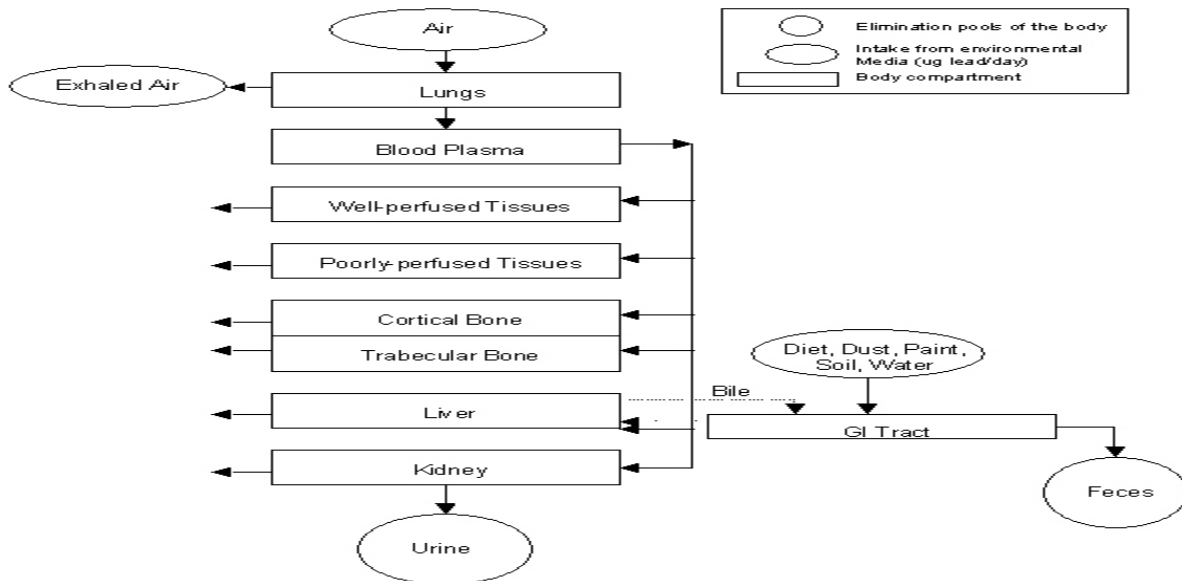 Air
Elimination pools of the body
Intake from environmental
Media (ug lead/day)
Body compartment
Exhaled Air
Lungs
Blood Plasma
Well-perfused Tissues
Poorly-perfused Tissues
Cortical Bone
Trabecular Bone
Diet, Dust, Paint,
Soil, Water
Bile
Liver
GI Tract
Kidney
Feces
Urine